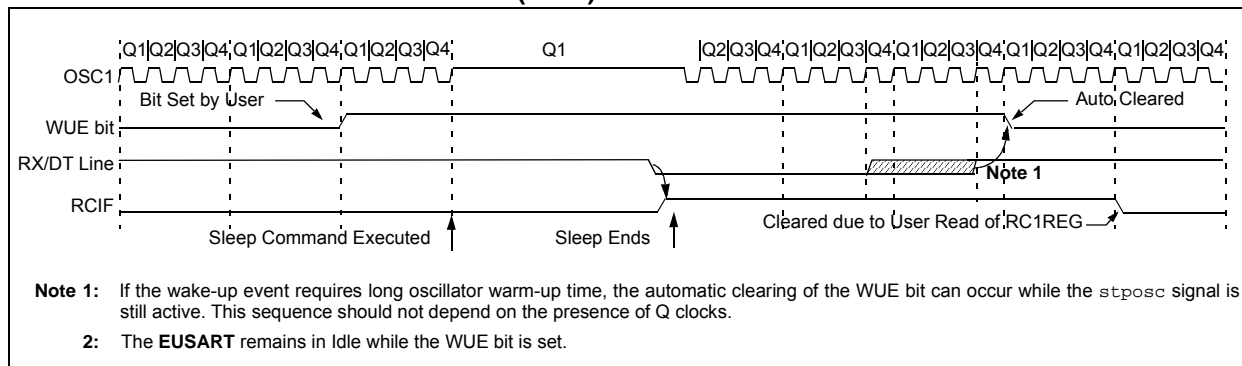 Q1|Q2|Q3|Q4|Q1|Q2|Q3|Q4|Q1|Q2|Q3|Q4 Q1 Q2|Q3|Q4|Q1|Q2|Q3|Q4|Q1|Q2|Q3|Q4|Q1|Q2|Q3|Q4
OSC1
Bit Set by User Auto Cleared
WUE bit
RX/DT Line
Note 1
RCIF
Cleared due to User Read of RC1REG
Sleep Command Executed Sleep Ends
Note 1: If the wake-up event requires long oscillator warm-up time, the automatic clearing of the WUE bit can occur while the stposc signal is
still active. This sequence should not depend on the presence of Q clocks.
2: The EUSART remains in Idle while the WUE bit is set.